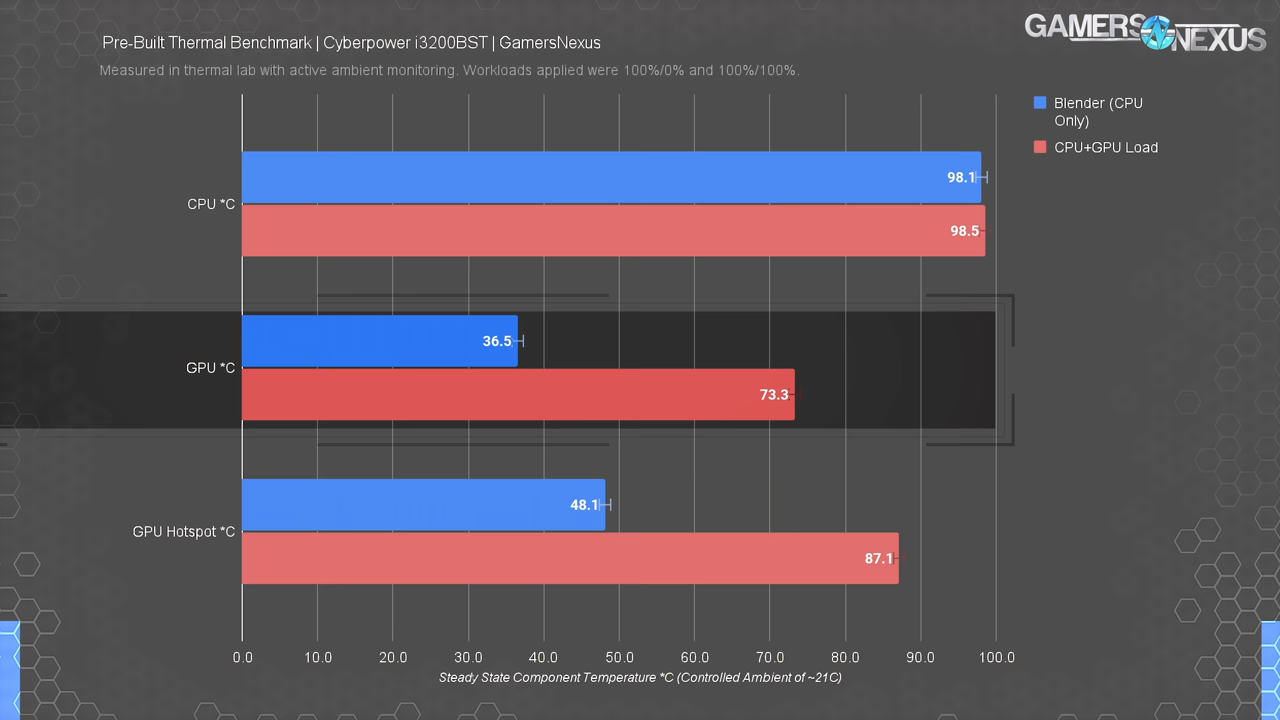 Pre-Built Thermal Benchmark | Cyberpower i3200BST | GamersNexus
GAMERS NEXUS
Measured in thermal lab with active ambient monitoring. Workloads applied were 100%/0% and 100%/100%.
Blender (CPU
Only)
CPU+GPU Load
CPU *C
98.1
98.5
GPU *C
36.5
73.3
GPU Hotspot *C
48.1
87.1
0.0 10.0 20.0 30.0 40.0 50.0 60.0 70.0 80.0 90.0 100.0
Steady State Component Temperature *C (Controlled Ambient of ~21C)